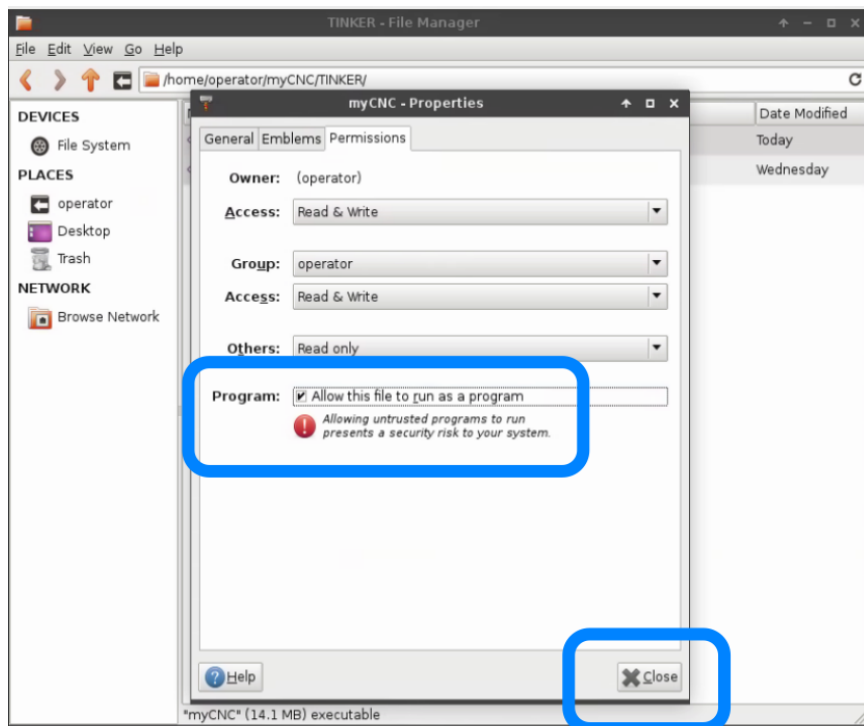 TINKER - File Manager
File Edit View Go Help
/home/operator/myCNC/TINKER/
DEVICES
File System
PLACES
operator
Desktop
Trash
NETWORK
Browse Network
Date Modified
Today
Wednesday
myCNC - Properties
General Emblems Permissions
Owner: (operator)
Access: Read & Write
Group: operator
Access: Read & Write
Others: Read only
Program: Allow this file to run as a program
Allowing untrusted programs to run
presents a security risk to your system.
Help
Close
"myCNC" (14.1 MB) executable